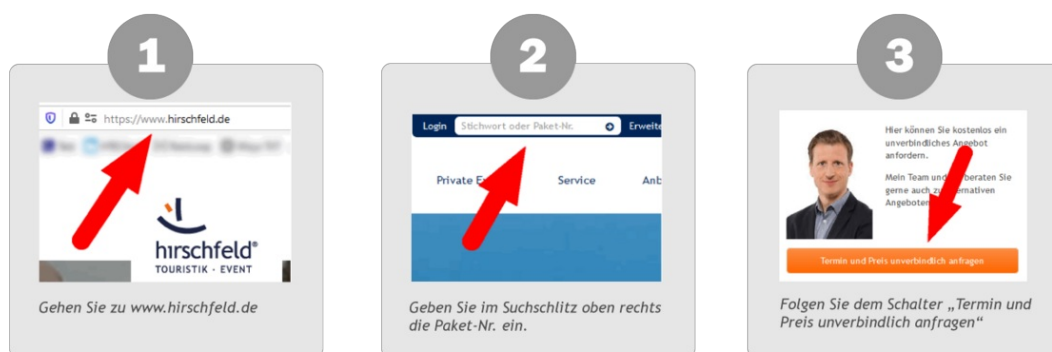 1
https://www.hirschfeld.de
hirschfeld®
TOURISTIK · EVENT
Gehen Sie zu www.hirschfeld.de
2
Login Stichwort oder Paket-Nr. Erweite
Service
Geben Sie im Suchschlitz oben rechts
die Paket-Nr. ein.
3
Hier können Sie kostenlos ein
unverbindliches Angebot
anfordern.
Mein Team und beraten Sie
gerne auch
Angeboten
Termin und Preis unverbindlich anfragen
Folgen Sie dem Schalter „Termin und
Preis unverbindlich anfragen“